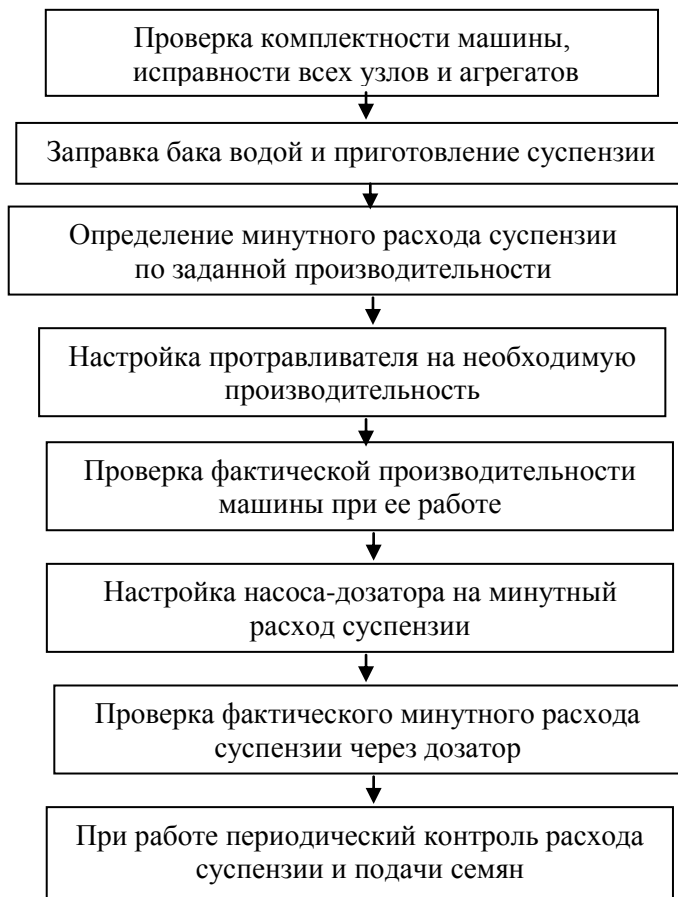 Проверка комплектности машины,
исправности всех узлов и агрегатов
Заправка бака водой и приготовление суспензии
Определение минутного расхода суспензии
по заданной производительности
Настройка протравливателя на необходимую
производительность
Проверка фактической производительности
машины при ее работе
Настройка насоса-дозатора на минутный
расход суспензии
Проверка фактического минутного расхода
суспензии через дозатор
При работе периодический контроль расхода
суспензии и подачи семян